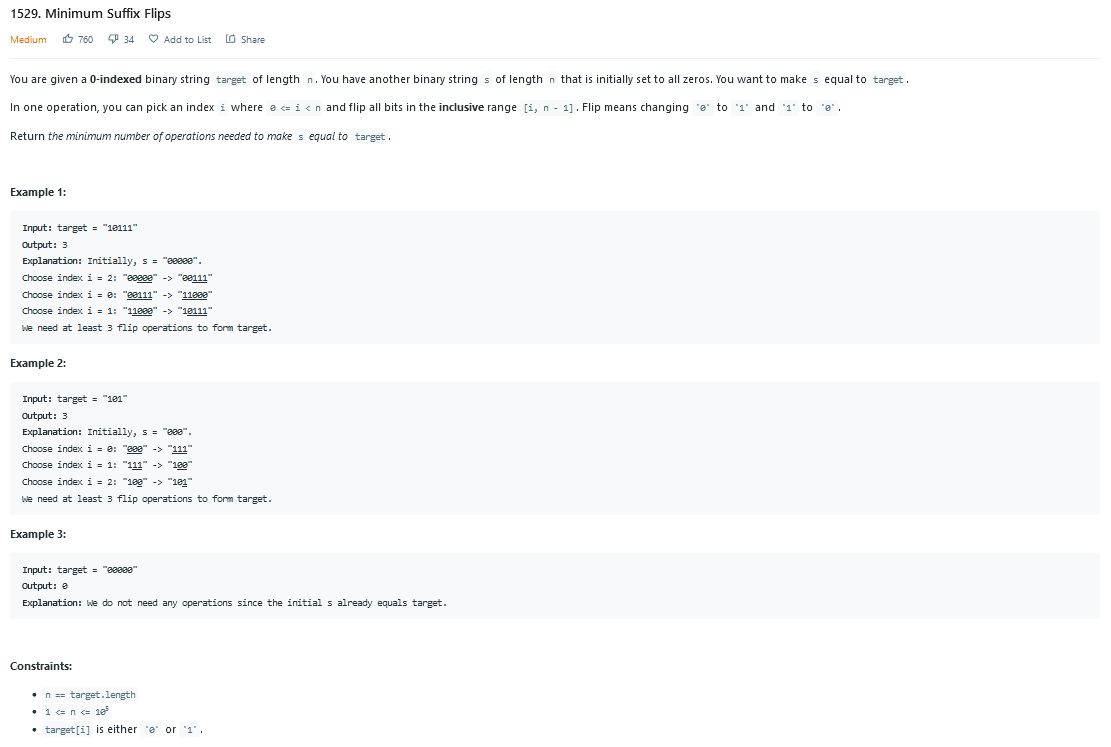 1529. Minimum Suffix Flips
Medium 760 34 Add to List Share
You are given a 0-indexed binary string target of length n. You have another binary string s of length n that is initially set to all zeros. You want to make s equal to target.
In one operation, you can pick an index i where 0 <= i < n and flip all bits in the inclusive range [i, n - 1]. Flip means changing '0' to '1' and '1' to '0'.
Return the minimum number of operations needed to make s equal to target.
Example 1:
Input: target = "10111"
Output: 3
Explanation: Initially, s = "00000".
Choose index i = 2: "00000" -> "00111"
Choose index i = 0: "00111" -> "11000"
Choose index i = 1: "11000" -> "10111"
We need at least 3 flip operations to form target.
Example 2:
Input: target = "101"
Output: 3
Explanation: Initially, s = "000".
Choose index i = 0: "000" -> "111"
Choose index i = 1: "111" -> "100"
Choose index i = 2: "100" -> "101"
We need at least 3 flip operations to form target.
Example 3:
Input: target = "00000"
Output: 0
Explanation: We do not need any operations since the initial s already equals target.
Constraints:
• n == target.length
• 1 <= n <= 10⁵
• target[i] is either '0' or '1'.